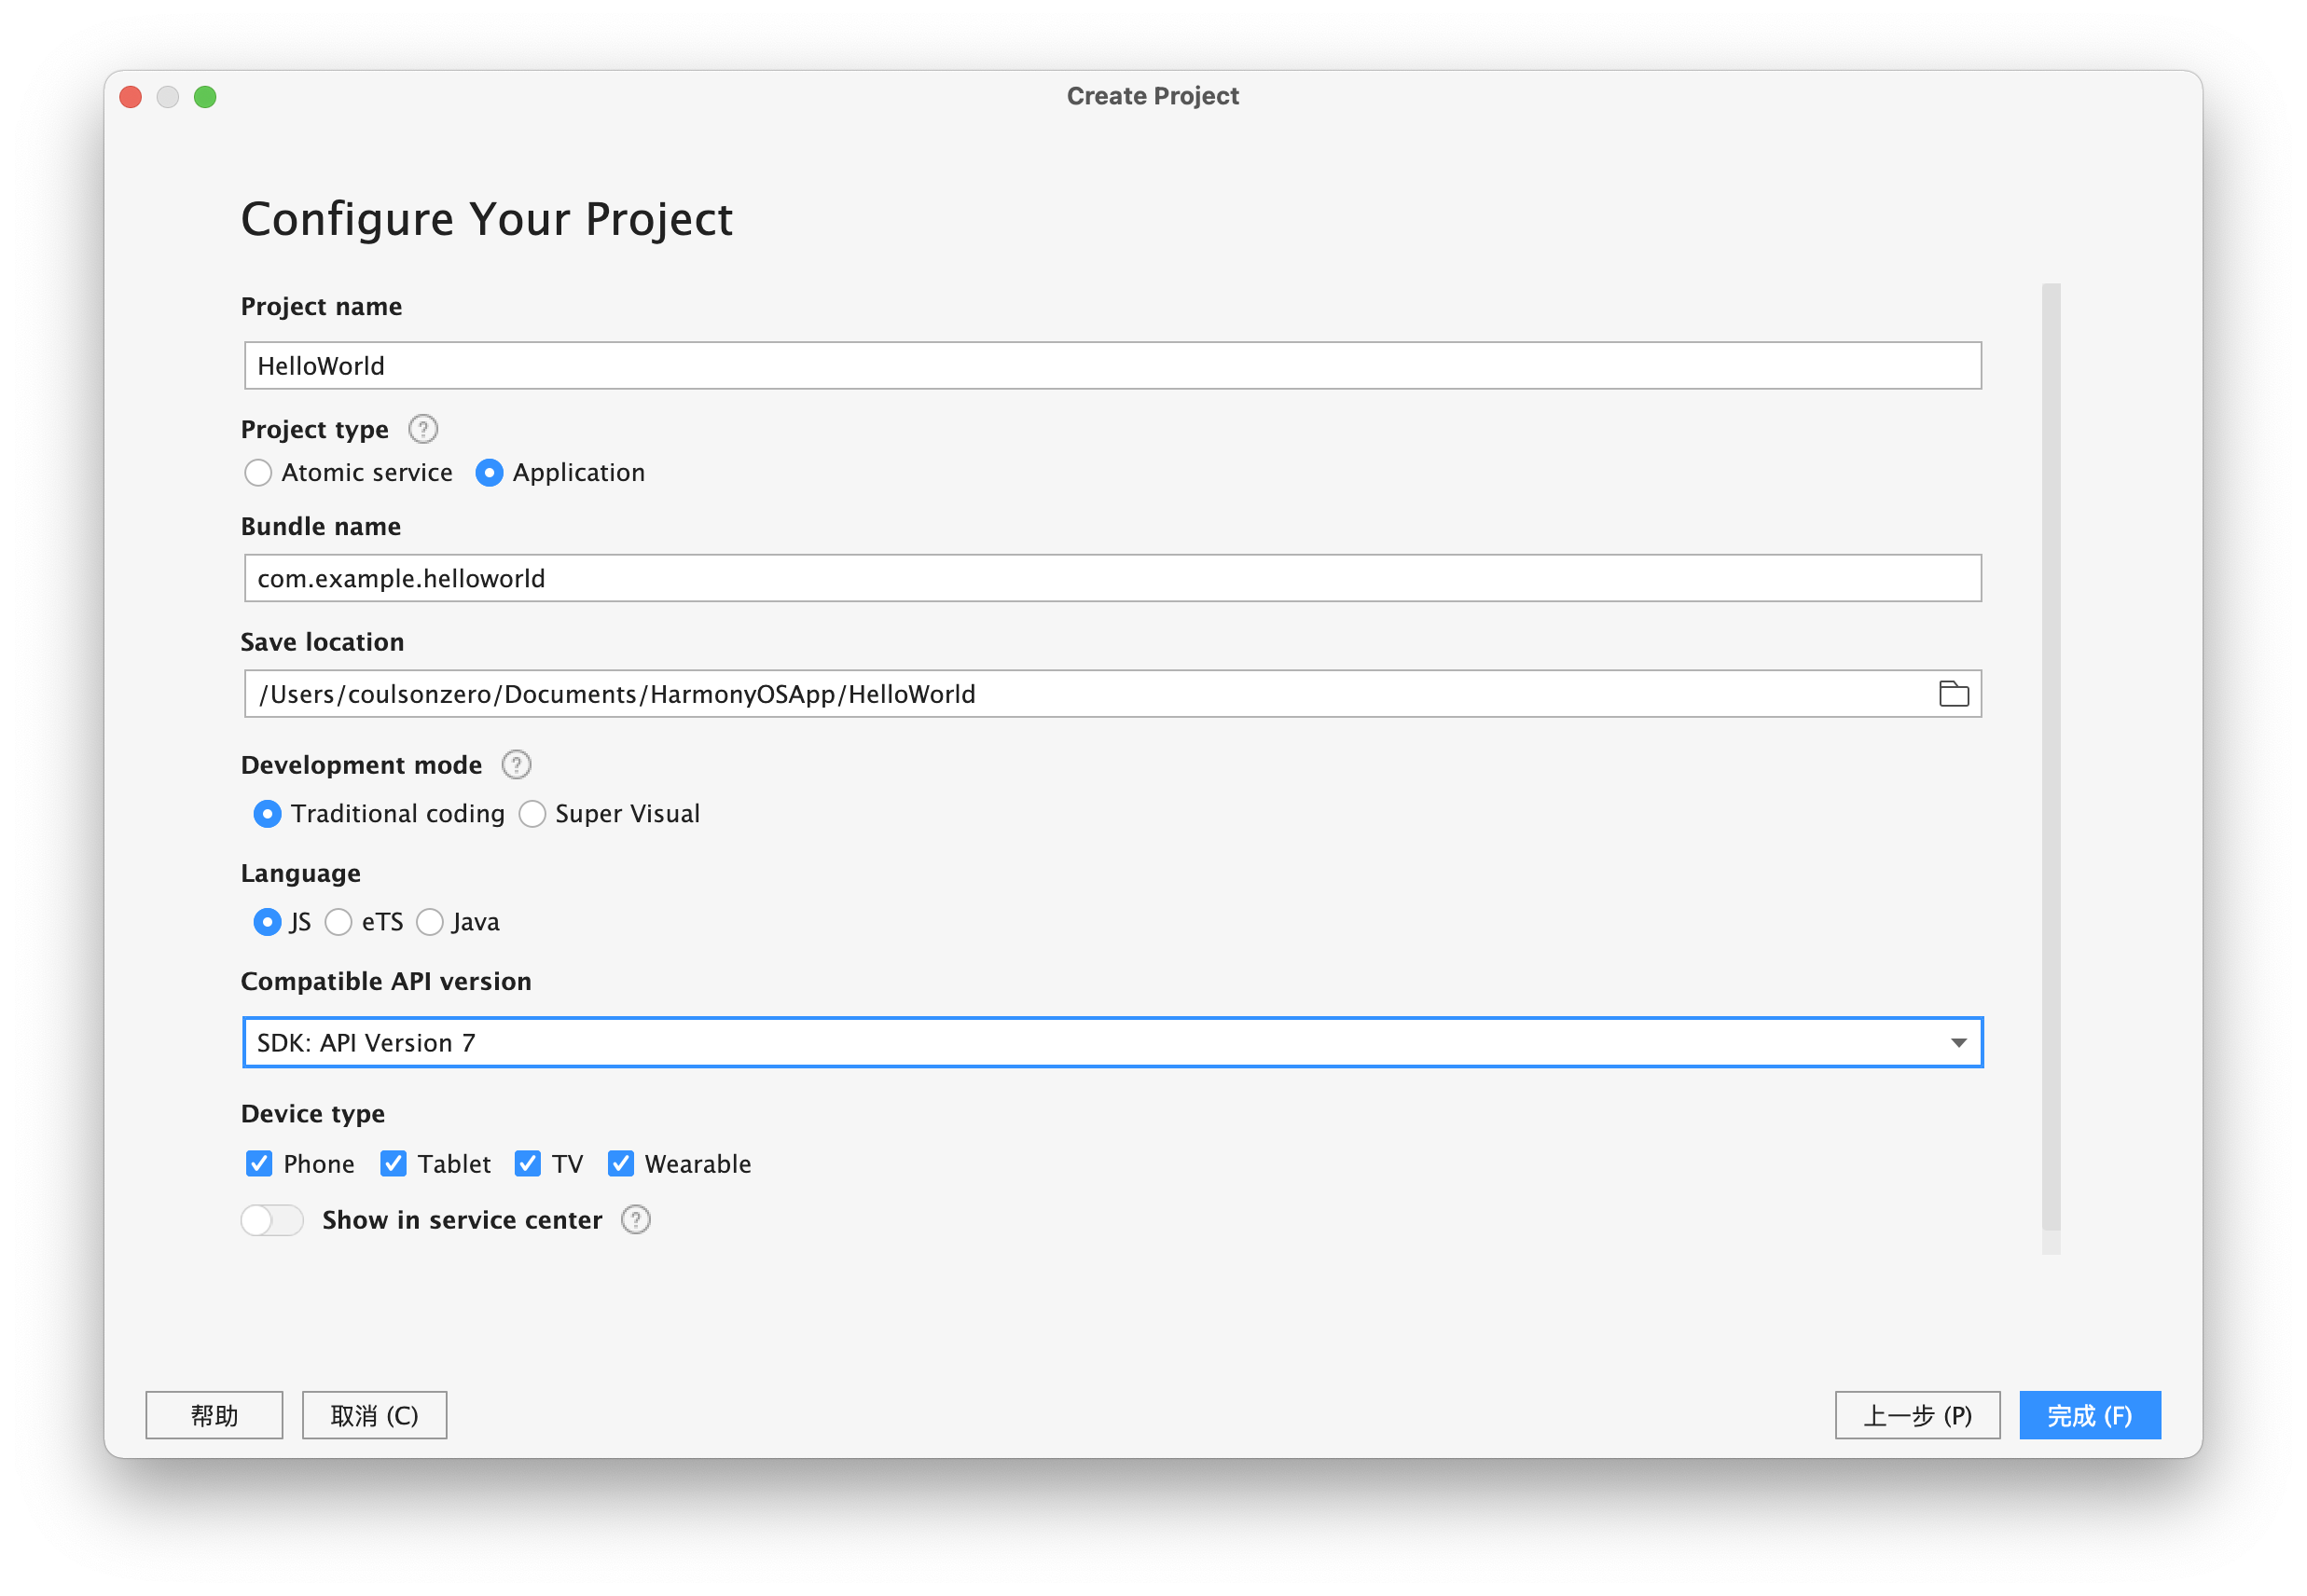 Create Project
Configure Your Project
Project name
HelloWorld
Project type ?
Atomic service Application
Bundle name
com.example.helloworld
Save location
/Users/coulsonzero/Documents/HarmonyOSApp/HelloWorld
Development mode ?
Traditional coding Super Visual
Language
JS eTS Java
Compatible API version
SDK: API Version 7
Device type
Phone Tablet TV Wearable
Show in service center ?
帮助 取消 (C) 上一步 (P) 完成 (F)